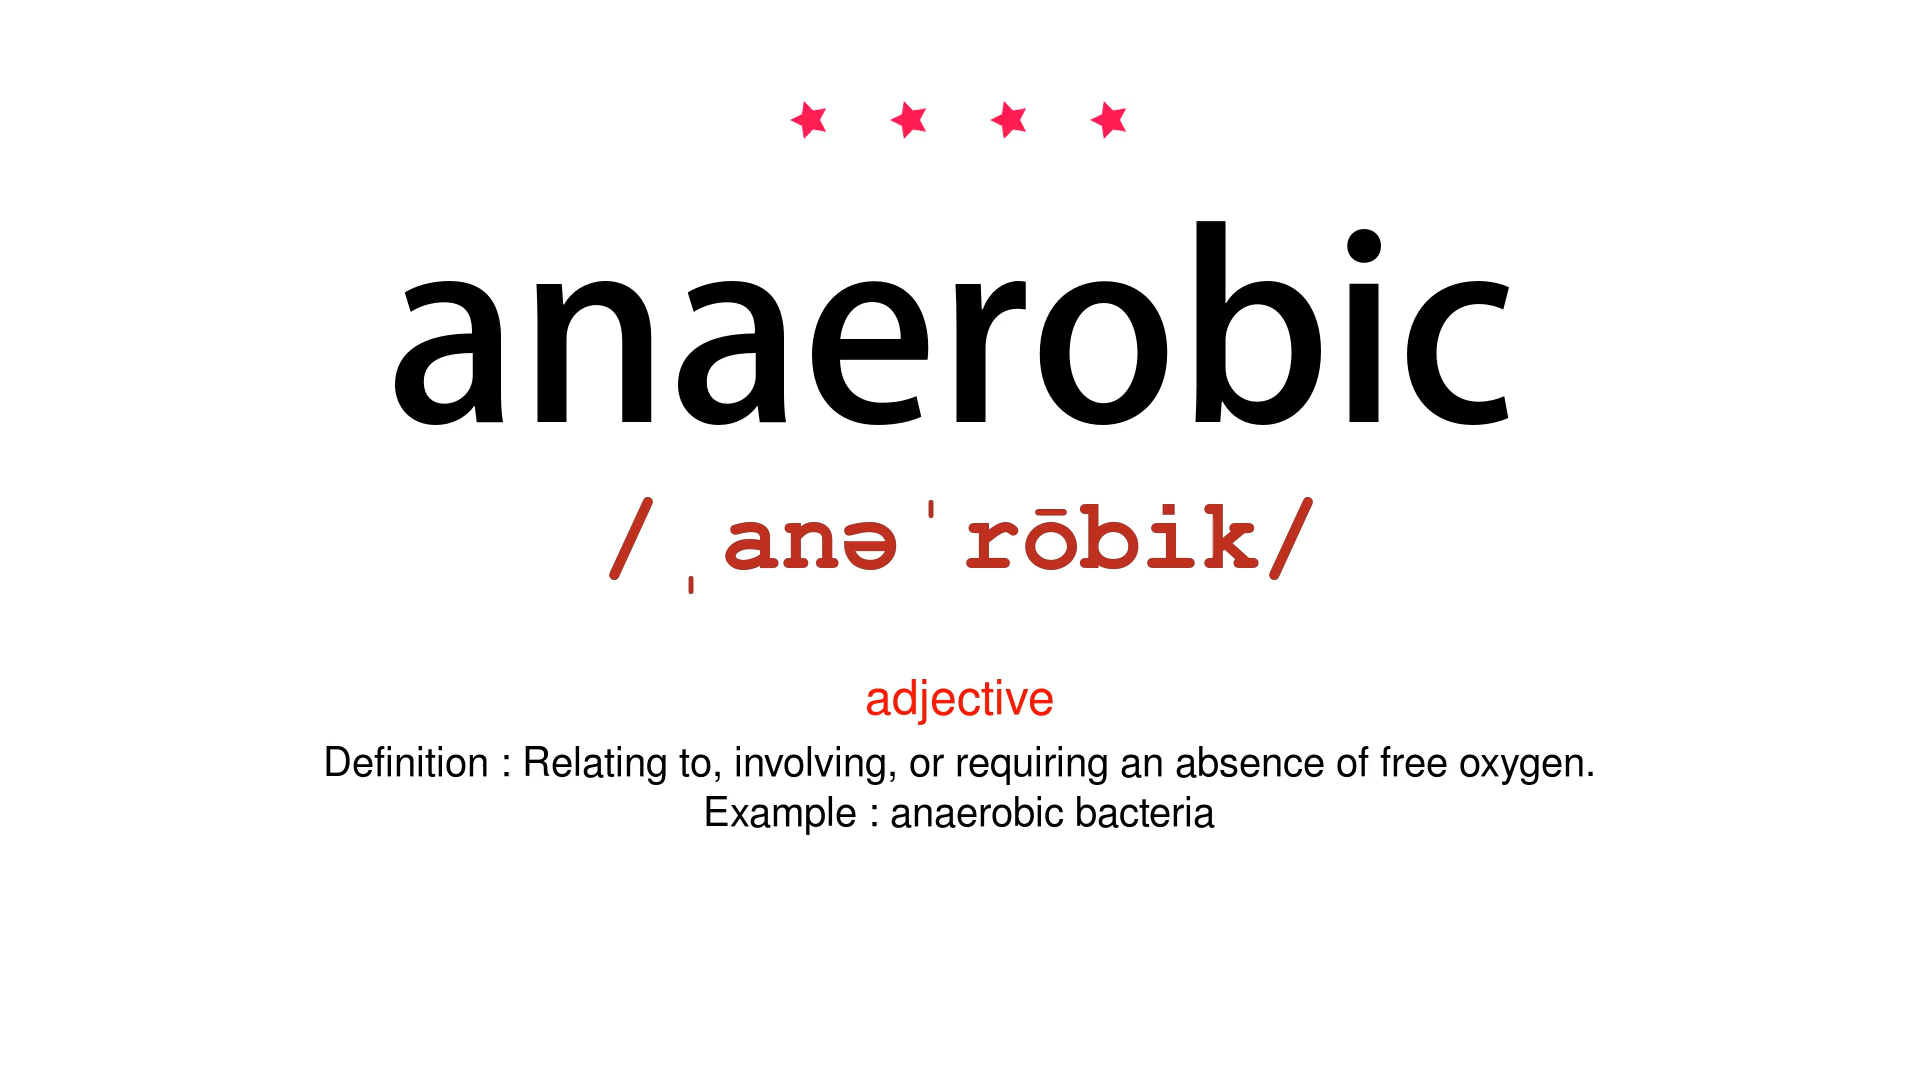 anaerobic
/ˌanəˈrōbik/
adjective
Definition : Relating to, involving, or requiring an absence of free oxygen.
Example : anaerobic bacteria